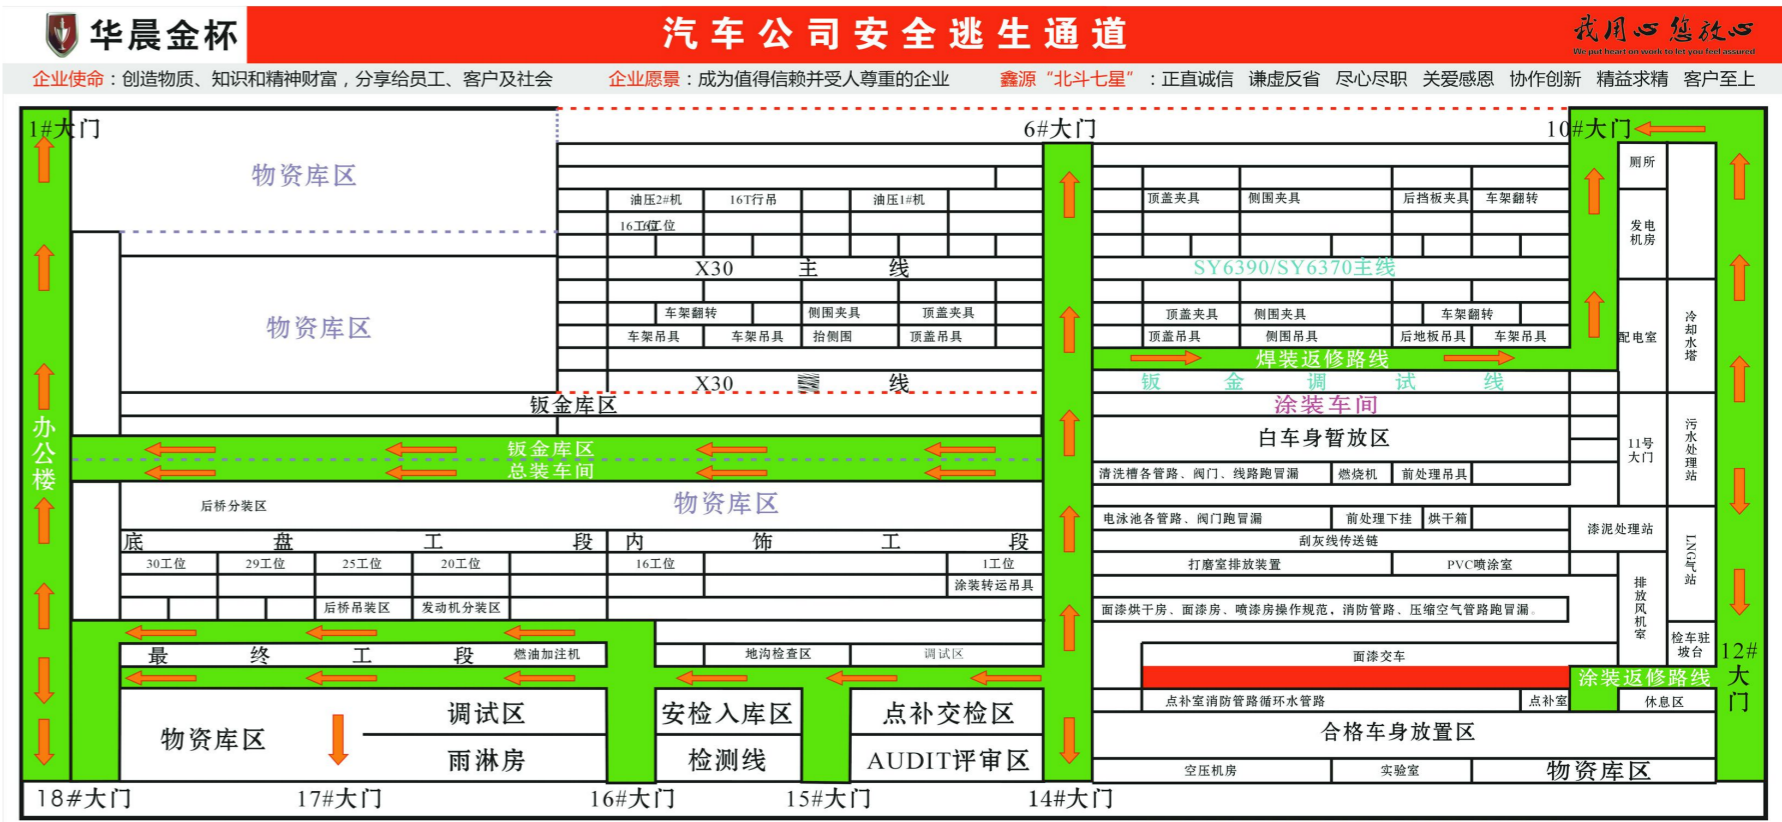 华晨金杯
汽车公司安全逃生通道
我用心 您放心
We put heart on work to let you feel assured
企业使命：创造物质、知识和精神财富，分享给员工、客户及社会
企业愿景：成为值得信赖并受人尊重的企业
鑫源“北斗七星”：正直诚信 谦虚反省 尽心尽职 关爱感恩 协作创新 精益求精 客户至上
1#大门
6#大门
10#大门
物资库区
厕所
油压2#机
16T行吊
油压1#机
顶盖夹具
侧围夹具
后挡板夹具
车架翻转
16工位
工位
发电
机房
X30 主 线
SY6390/SY6370主线
物资库区
车架翻转
侧围夹具
顶盖夹具
顶盖夹具
侧围夹具
车架翻转
车架吊具
车架吊具
抬侧围
顶盖吊具
顶盖吊具
侧围吊具
后地板吊具
车架吊具
配电室
冷却水塔
焊装返修路线
X30
线
钣金调试线
钣金库区
涂装车间
办公楼
白车身暂放区
11号
大门
污水处理站
钣金库区
总装车间
清洗槽各管路、阀门、线路跑冒漏
燃烧机
前处理吊具
后桥分装区
物资库区
电泳池各管路、阀门跑冒漏
前处理下挂
烘干箱
漆泥处理站
底盘工段
内饰工段
刮灰线传送链
LNG气站
30工位
29工位
25工位
20工位
16工位
1工位
打磨室排放装置
PVC喷涂室
涂装转运吊具
排放风机室
后桥吊装区
发动机分装区
面漆烘干房、面漆房、喷漆房操作规范，消防管路、压缩空气管路跑冒漏。
检车驻
坡台
最终工段
燃油加注机
地沟检查区
调试区
面漆交车
12#
大
门
涂装返修路线
点补室消防管路循环水管路
点补室
休息区
物资库区
调试区
雨淋房
安检入库区
检测线
点补交检区
AUDIT评审区
合格车身放置区
空压机房
实验室
物资库区
18#大门
17#大门
16#大门
15#大门
14#大门